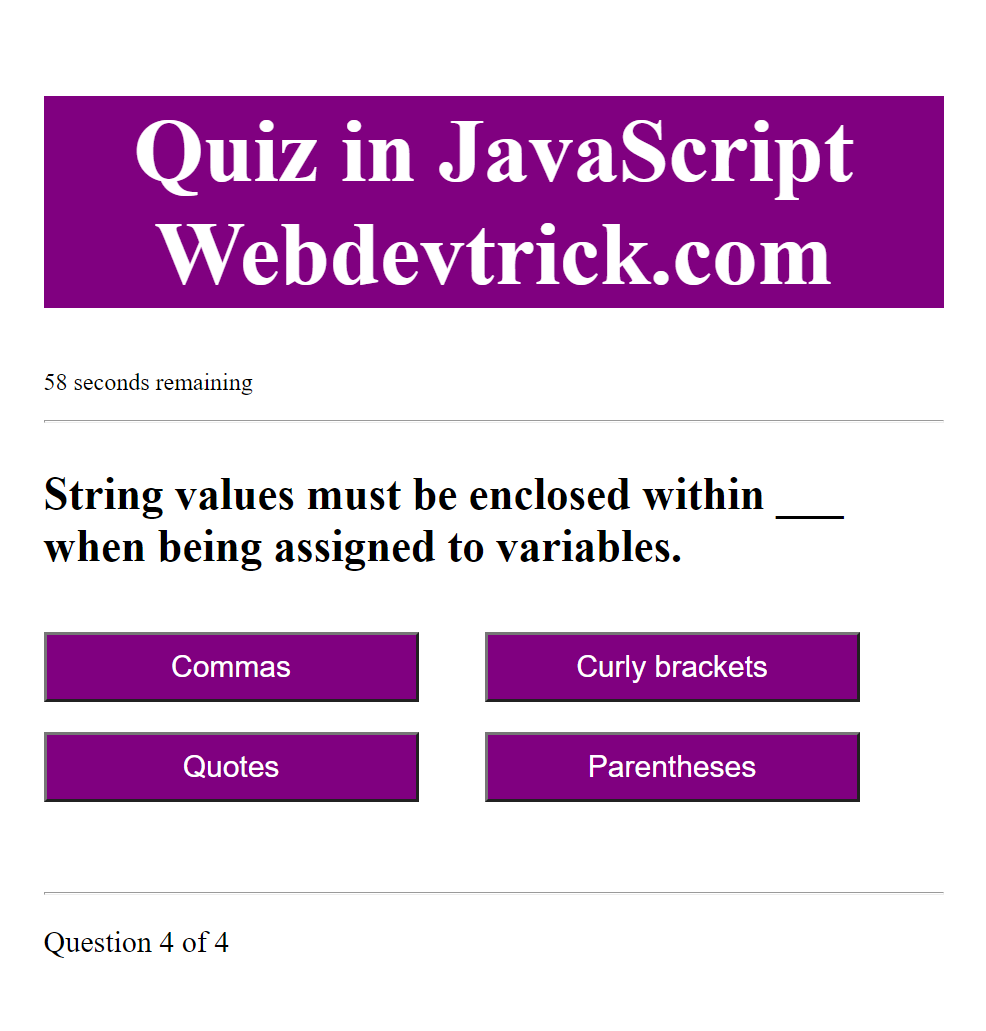 Quiz in JavaScript
Webdevtrick.com
58 seconds remaining
String values must be enclosed within ___
when being assigned to variables.
Commas
Curly brackets
Quotes
Parentheses
Question 4 of 4